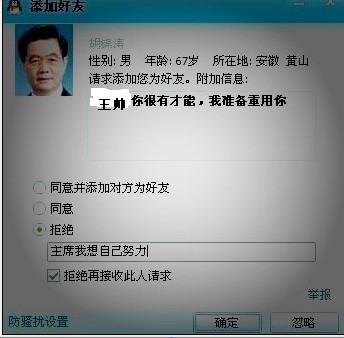 添加好友
胡锦涛
性别: 男 年龄: 67岁 所在地: 安徽 黄山
请求添加您为好友。附加信息:
王帅你很有才能，我准备重用你
同意并添加对方为好友
同意
拒绝
主席我想自己努力
拒绝再接收此人请求
举报
防骚扰设置
确定
忽略